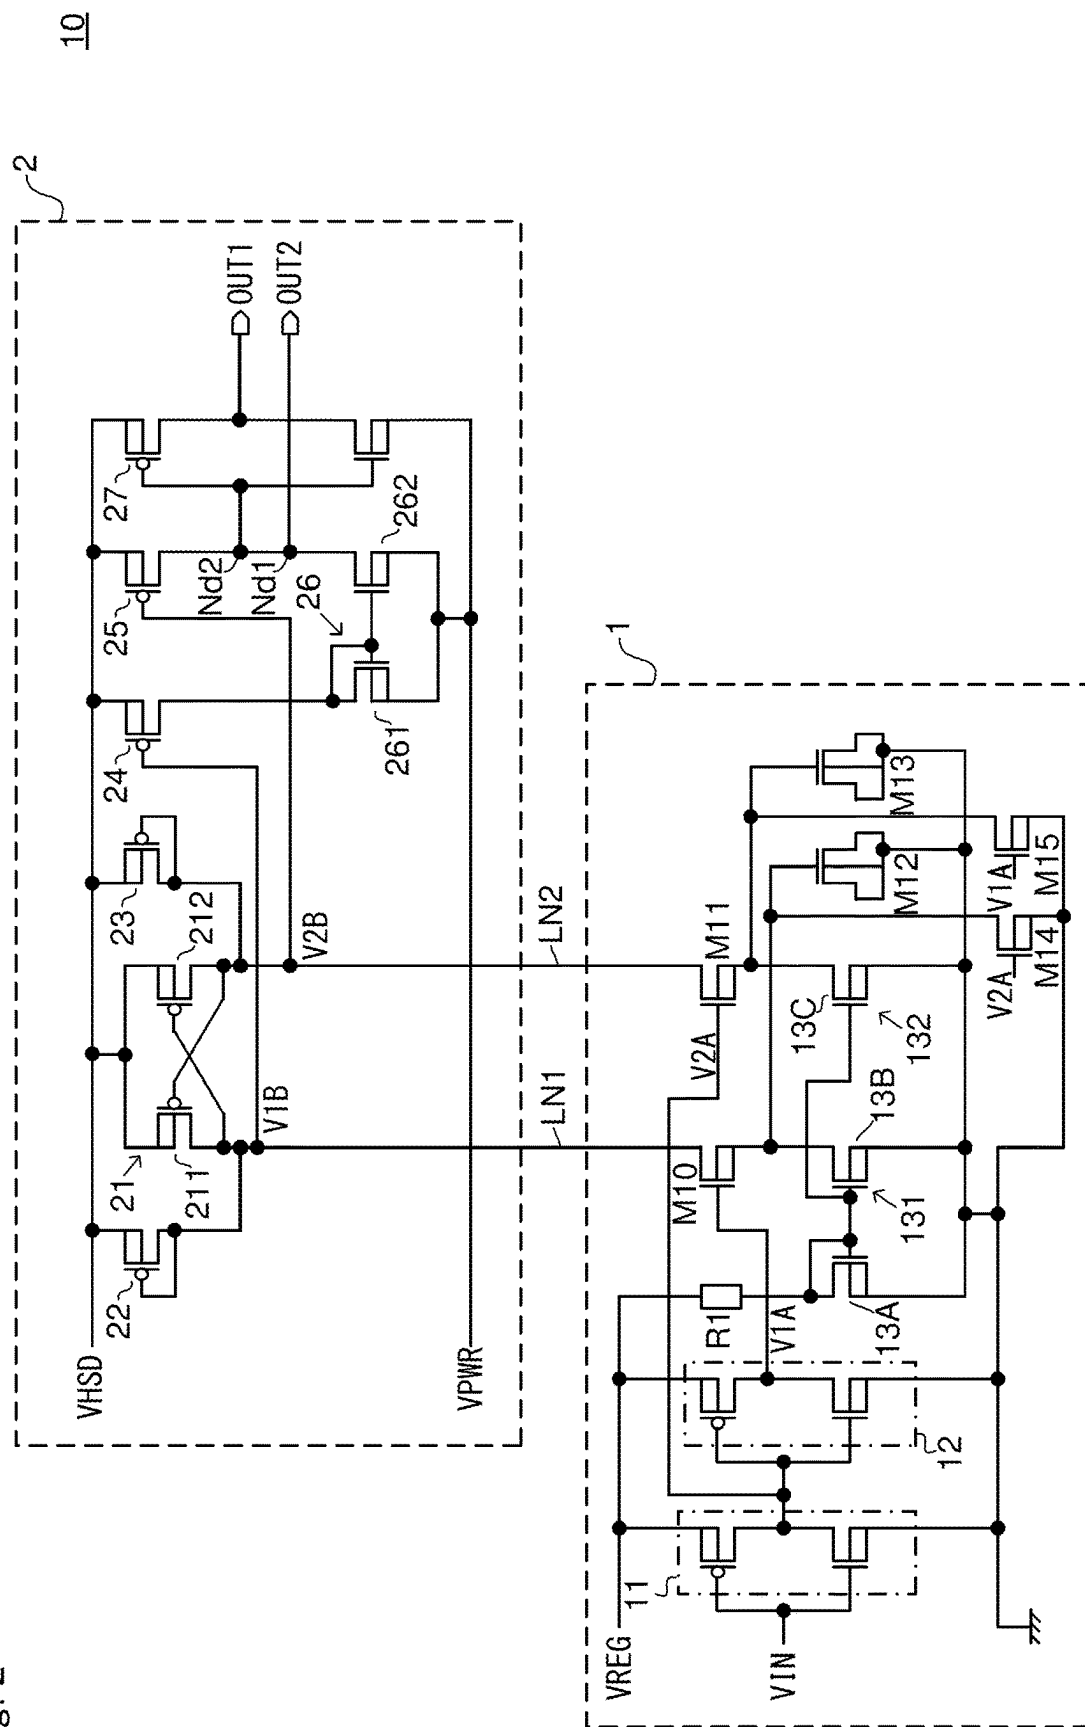 10
2
VHSD
22
21
211
V1B
212
V2B
23
24
25
27
Nd2
Nd1
26
261
262
OUT1
OUT2
VPWR
LN1
LN2
1
VREG
VIN
11
12
R1
V1A
13A
M10
131
13B
V2A
M11
13C
132
V2A
M14
M12
V1A
M15
M13